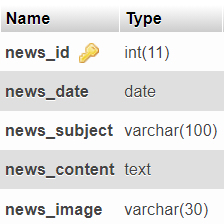 Name Type
news_id int(11)
news_date date
news_subject varchar(100)
news_content text
news_image varchar(30)